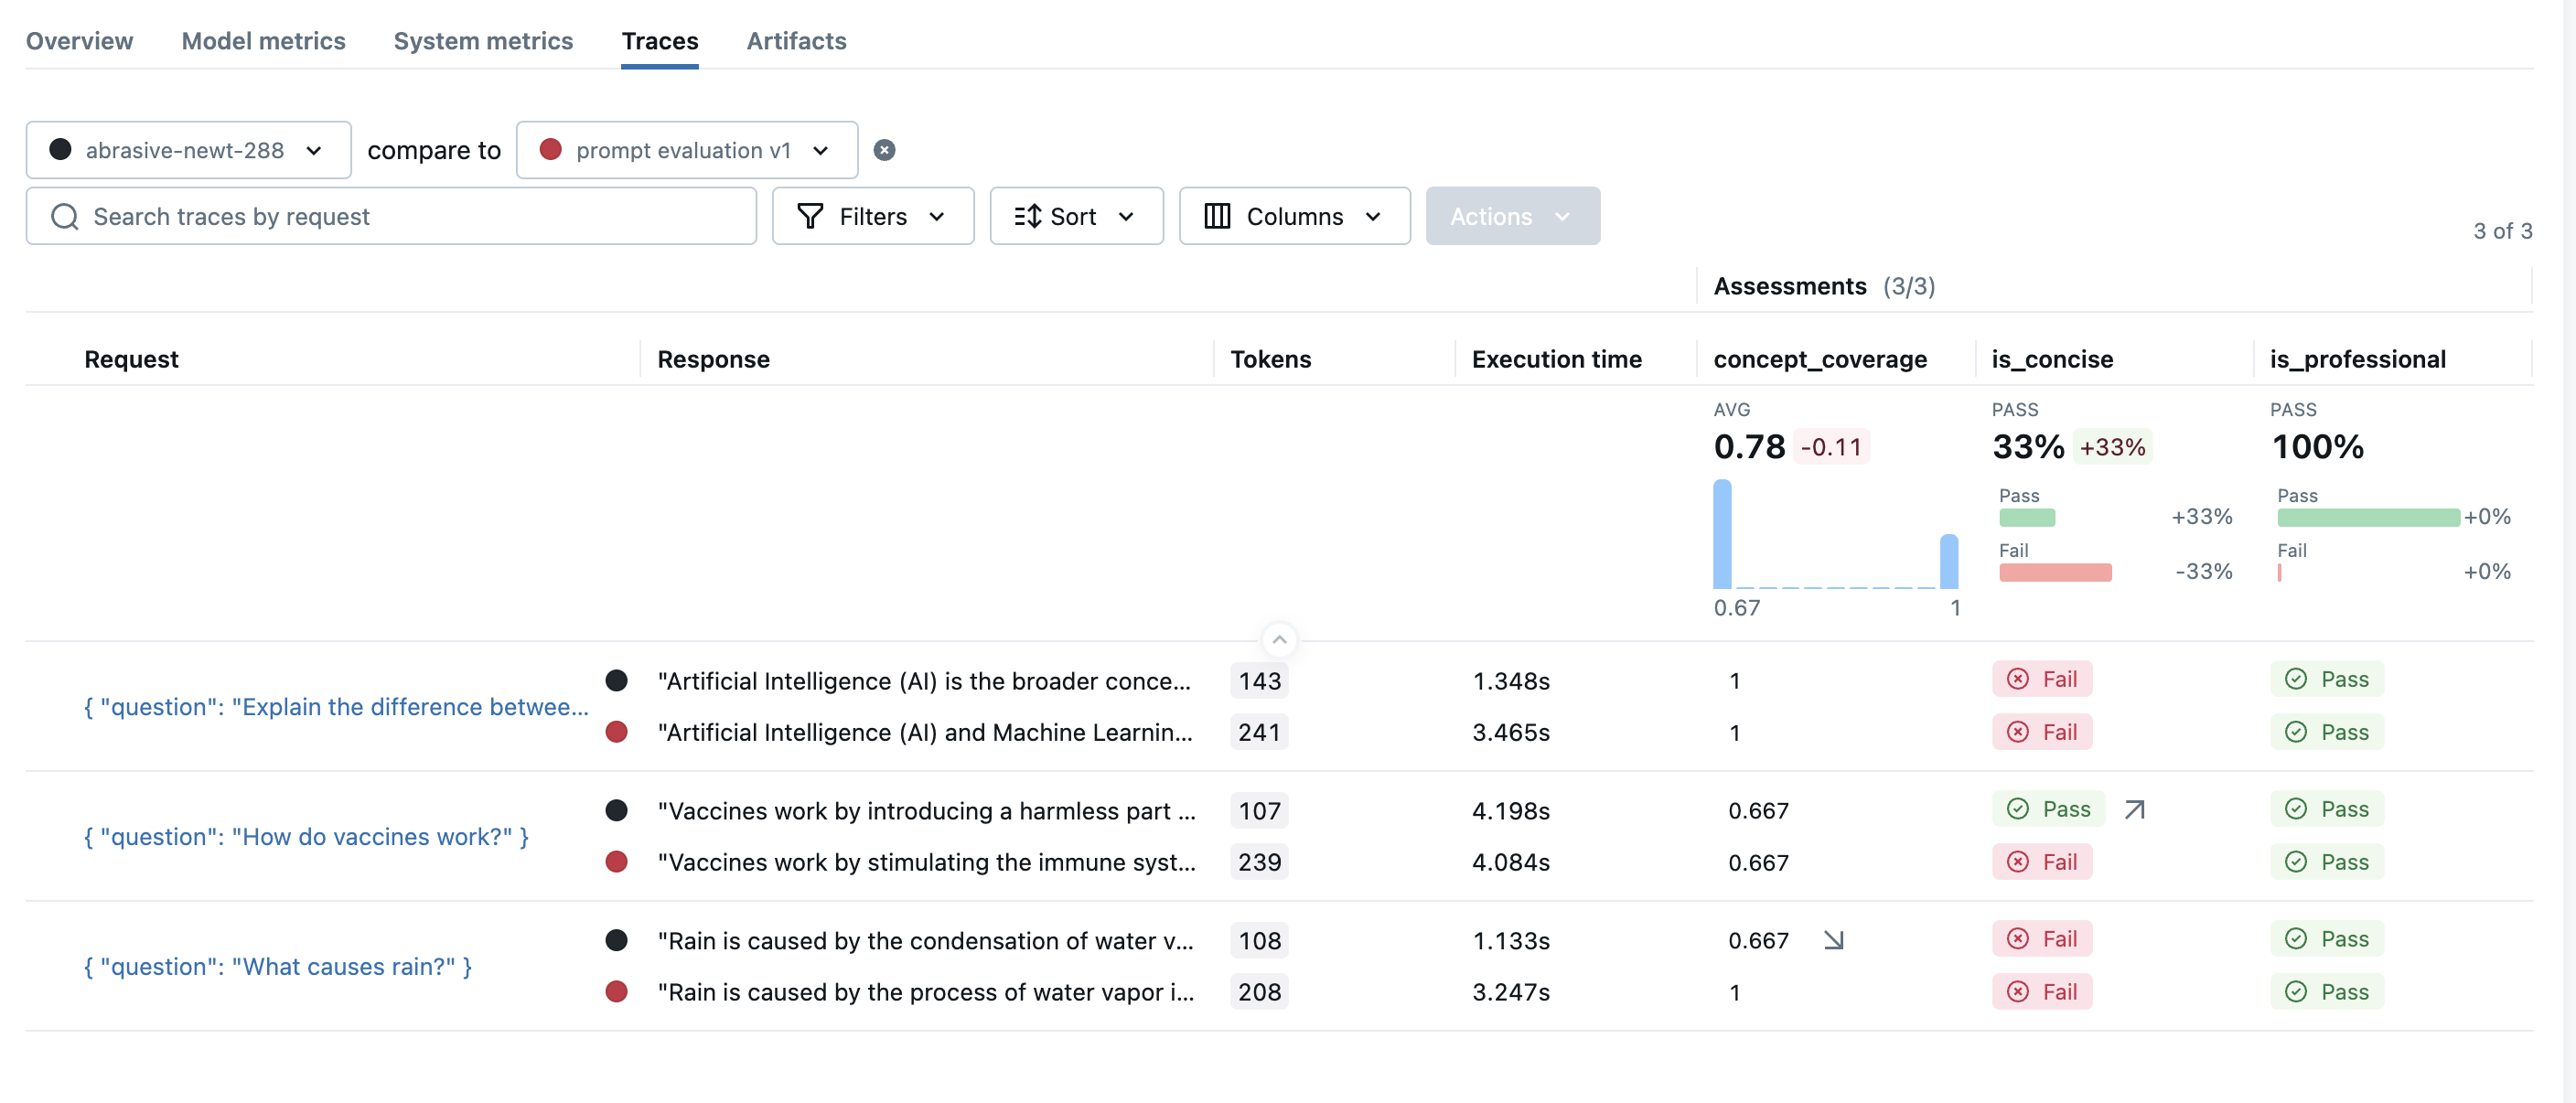 Overview Model metrics System metrics Traces Artifacts
abrasive-newt-288 compare to prompt evaluation v1
Search traces by request Filters Sort Columns Actions
3 of 3
Assessments (3/3)
Request Response Tokens Execution time concept_coverage is_concise is_professional
AVG PASS PASS
0.78 -0.11 33% +33% 100%
Pass Pass
+33% +0%
Fail Fail
-33% +0%
0.67 1
{ "question": "Explain the difference betwee...
"Artificial Intelligence (AI) is the broader conce... 143 1.348s 1 Fail Pass
"Artificial Intelligence (AI) and Machine Learnin... 241 3.465s 1 Fail Pass
{ "question": "How do vaccines work?" }
"Vaccines work by introducing a harmless part ... 107 4.198s 0.667 Pass Pass
"Vaccines work by stimulating the immune syst... 239 4.084s 0.667 Fail Pass
{ "question": "What causes rain?" }
"Rain is caused by the condensation of water v... 108 1.133s 0.667 Fail Pass
"Rain is caused by the process of water vapor i... 208 3.247s 1 Fail Pass